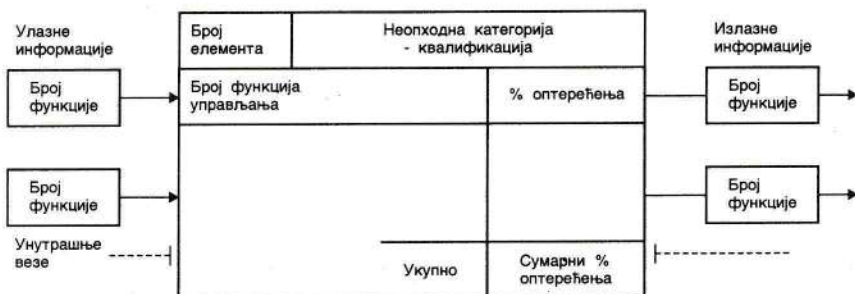 Улазне
информације
Број
елемента
Неопходна категорија
- квалификација
Излазне
информације
Број
функције
Број функција
управљања
% оптерећења
Број
функције
Број
функције
Број
функције
Унутрашње
везе
Укупно
Сумарни %
оптерећења